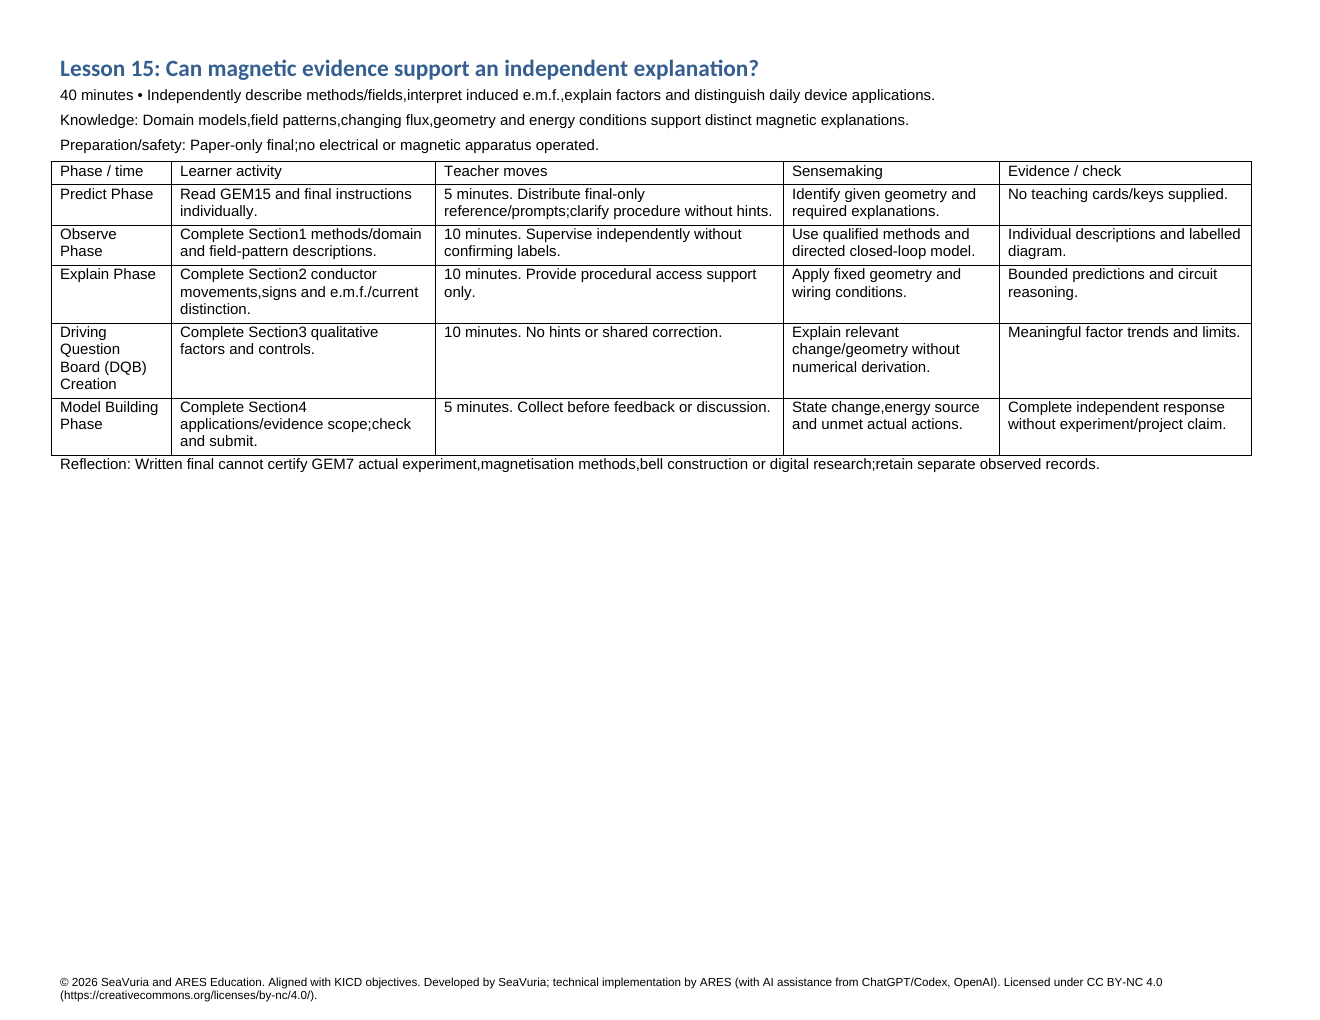 Lesson 15: Can magnetic evidence support an independent explanation?
40 minutes • Independently describe methods/fields,interpret induced e.m.f.,explain factors and distinguish daily device applications.
Knowledge: Domain models,field patterns,changing flux,geometry and energy conditions support distinct magnetic explanations.
Preparation/safety: Paper-only final;no electrical or magnetic apparatus operated.
Phase / time
Learner activity
Teacher moves
Sensemaking
Evidence / check
Predict Phase
Read GEM15 and final instructions
individually.
5 minutes. Distribute final-only
reference/prompts;clarify procedure without hints.
Identify given geometry and
required explanations.
No teaching cards/keys supplied.
Observe
Phase
Complete Section1 methods/domain
and field-pattern descriptions.
10 minutes. Supervise independently without
confirming labels.
Use qualified methods and
directed closed-loop model.
Individual descriptions and labelled
diagram.
Explain Phase
Complete Section2 conductor
movements,signs and e.m.f./current
distinction.
10 minutes. Provide procedural access support
only.
Apply fixed geometry and
wiring conditions.
Bounded predictions and circuit
reasoning.
Driving
Question
Board (DQB)
Creation
Complete Section3 qualitative
factors and controls.
10 minutes. No hints or shared correction.
Explain relevant
change/geometry without
numerical derivation.
Meaningful factor trends and limits.
Model Building
Phase
Complete Section4
applications/evidence scope;check
and submit.
5 minutes. Collect before feedback or discussion.
State change,energy source
and unmet actual actions.
Complete independent response
without experiment/project claim.
Reflection: Written final cannot certify GEM7 actual experiment,magnetisation methods,bell construction or digital research;retain separate observed records.
© 2026 SeaVuria and ARES Education. Aligned with KICD objectives. Developed by SeaVuria; technical implementation by ARES (with AI assistance from ChatGPT/Codex, OpenAI). Licensed under CC BY-NC 4.0
(https://creativecommons.org/licenses/by-nc/4.0/).